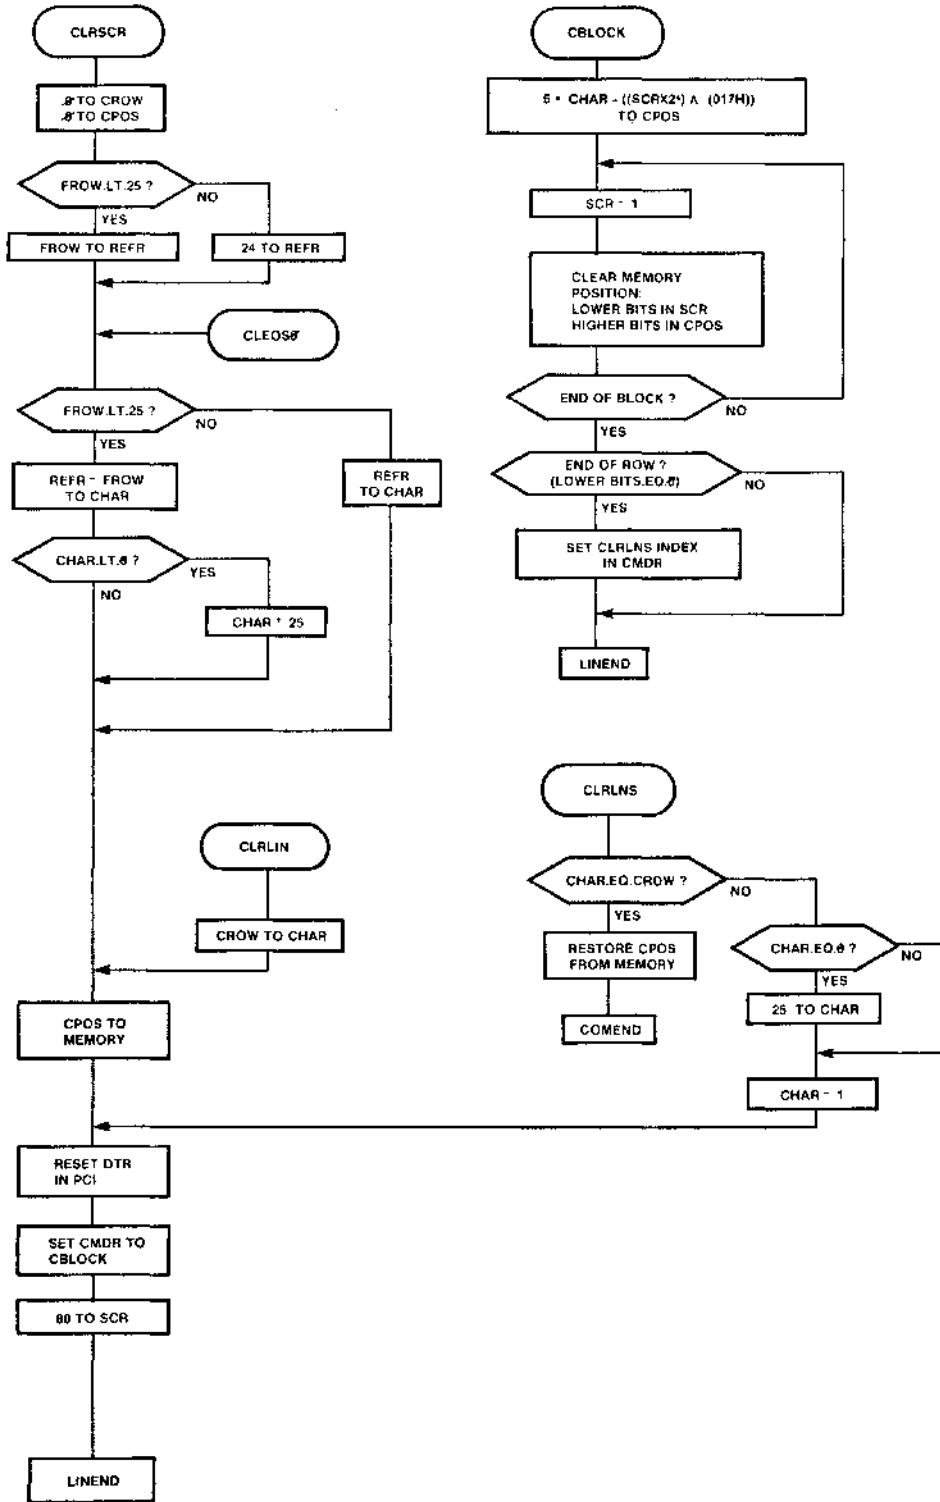 CLRSCR
0 TO CROW
0 TO CPOS
FROW.LT.25 ?
NO
YES
FROW TO REFR
24 TO REFR
CLEOS0
FROW.LT.25 ?
NO
YES
REFR - FROW
TO CHAR
REFR
TO CHAR
CHAR.LT.0 ?
YES
NO
CHAR + 25
CLRLIN
CROW TO CHAR
CPOS TO
MEMORY
RESET DTR
IN PCI
SET CMDR TO
CBLOCK
80 TO SCR
LINEND
CBLOCK
TO CPOS
SCR - 1
CLEAR MEMORY
POSITION:
LOWER BITS IN SCR
HIGHER BITS IN CPOS
END OF BLOCK ?
NO
YES
END OF ROW ?
(LOWER BITS.EQ.0)
NO
YES
SET CLRLNS INDEX
IN CMDR
LINEND
CLRLNS
CHAR.EQ.CROW ?
NO
YES
RESTORE CPOS
FROM MEMORY
COMEND
CHAR.EQ.0 ?
NO
YES
25 TO CHAR
CHAR - 1